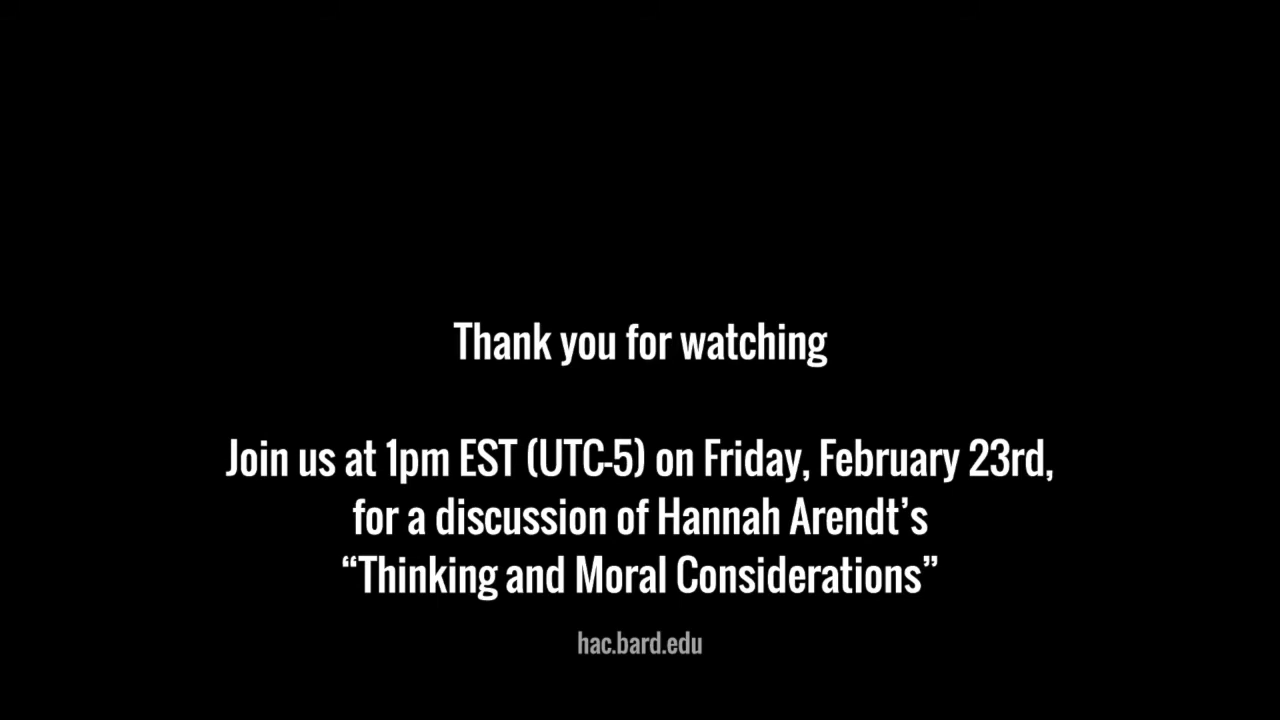 Thank you for watching
Join us at 1pm EST (UTC-5) on Friday, February 23rd,
for a discussion of Hannah Arendt’s
“Thinking and Moral Considerations”
hac.bard.edu